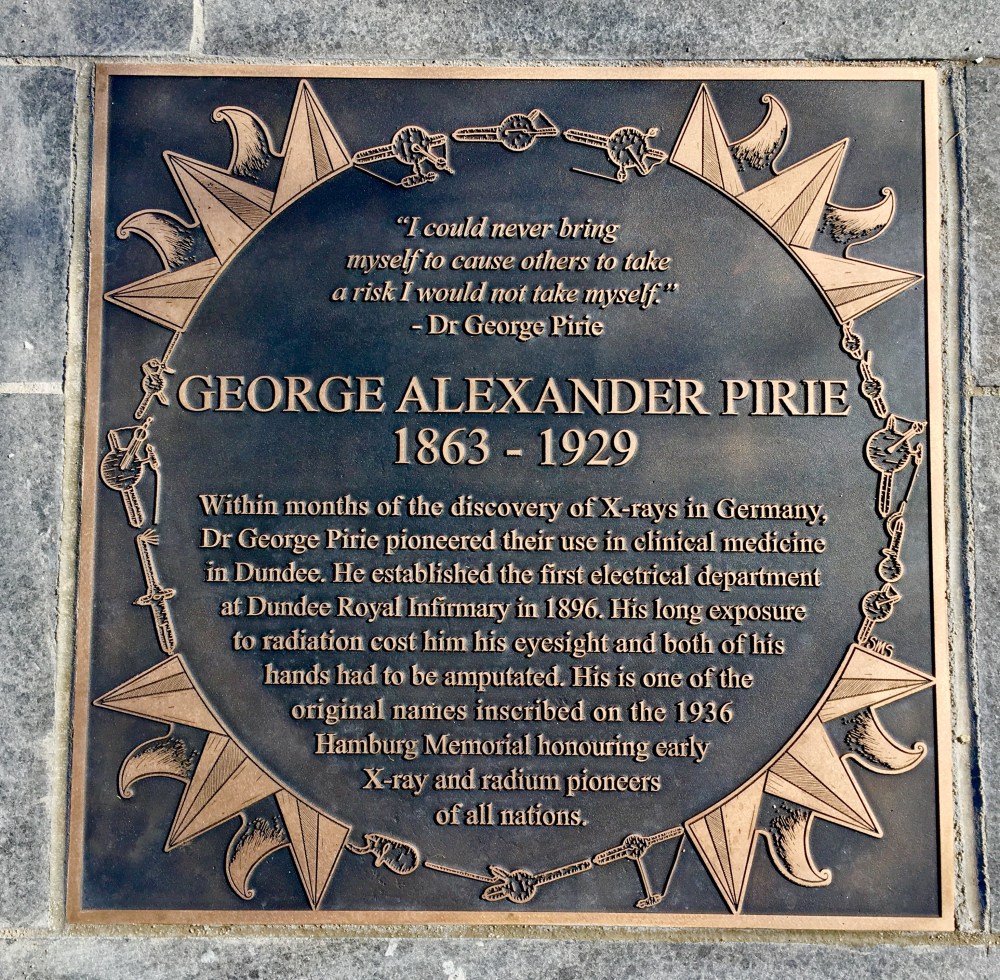 “I could never bring
myself to cause others to take
a risk I would not take myself.”
- Dr George Pirie
GEORGE ALEXANDER PIRIE
1863 - 1929
Within months of the discovery of X-rays in Germany,
Dr George Pirie pioneered their use in clinical medicine
in Dundee. He established the first electrical department
at Dundee Royal Infirmary in 1896. His long exposure
to radiation cost him his eyesight and both of his
hands had to be amputated. His is one of the
original names inscribed on the 1936
Hamburg Memorial honouring early
X-ray and radium pioneers
of all nations.
SMS